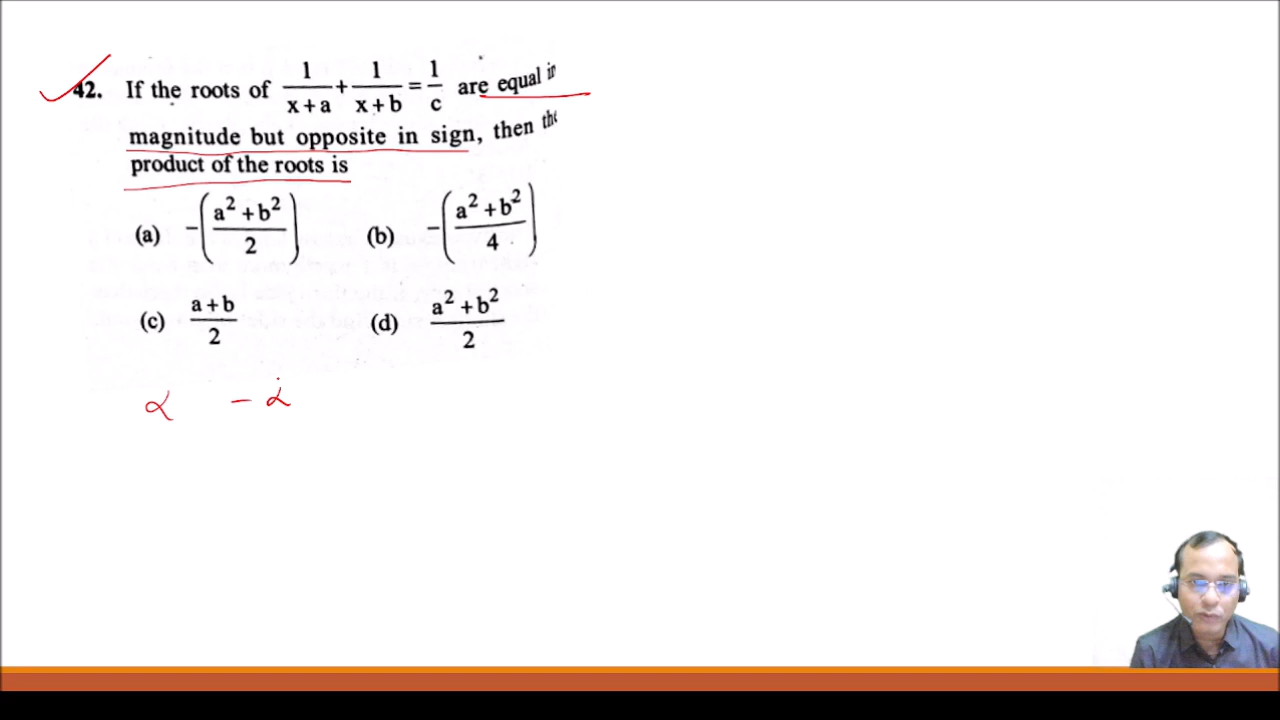 42. If the roots of 1/(x+a) + 1/(x+b) = 1/c are equal in
magnitude but opposite in sign, then the
product of the roots is
(a) -((a² + b²)/2) (b) -((a² + b²)/4)
(c) (a+b)/2 (d) (a² + b²)/2
α -α